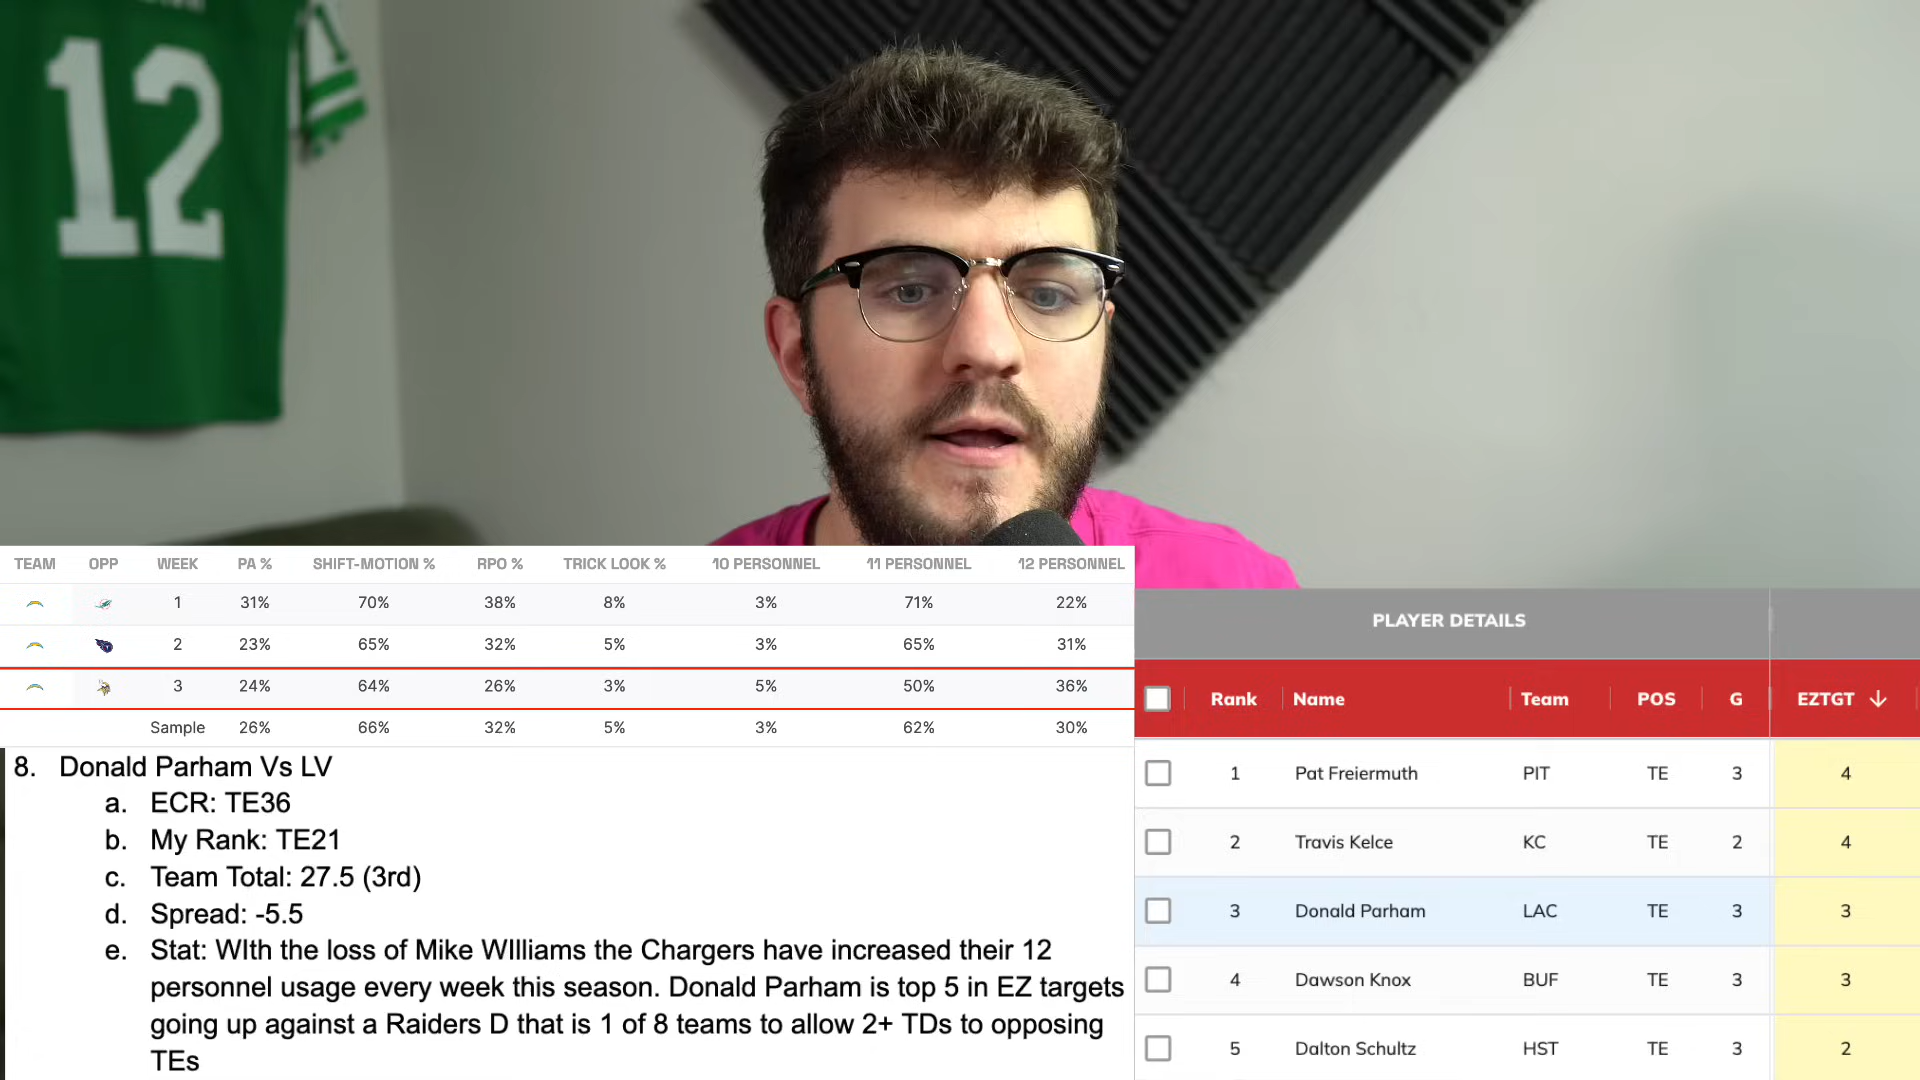 12
TEAM OPP WEEK PA % SHIFT-MOTION % RPO % TRICK LOOK % 10 PERSONNEL 11 PERSONNEL 12 PERSONNEL
1 31% 70% 38% 8% 3% 71% 22%
2 23% 65% 32% 5% 3% 65% 31%
3 24% 64% 26% 3% 5% 50% 36%
Sample 26% 66% 32% 5% 3% 62% 30%
8. Donald Parham Vs LV
a. ECR: TE36
b. My Rank: TE21
c. Team Total: 27.5 (3rd)
d. Spread: -5.5
e. Stat: WIth the loss of Mike WIlliams the Chargers have increased their 12
personnel usage every week this season. Donald Parham is top 5 in EZ targets
going up against a Raiders D that is 1 of 8 teams to allow 2+ TDs to opposing
TEs
PLAYER DETAILS
Rank Name Team POS G EZTGT ↓
1 Pat Freiermuth PIT TE 3 4
2 Travis Kelce KC TE 2 4
3 Donald Parham LAC TE 3 3
4 Dawson Knox BUF TE 3 3
5 Dalton Schultz HST TE 3 2